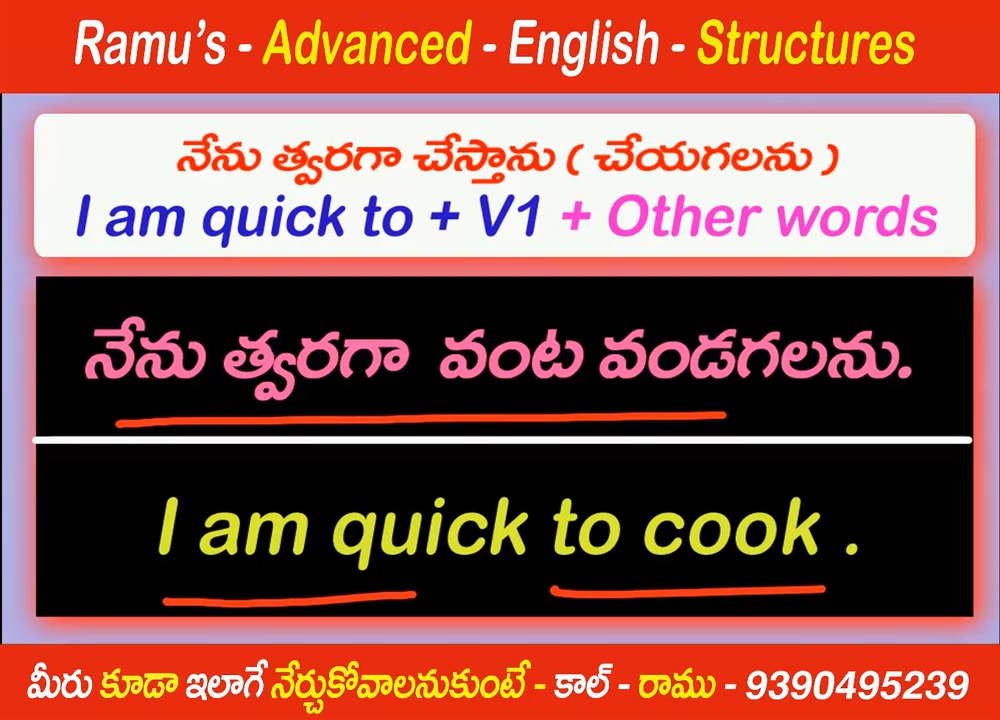 Ramu's - Advanced - English - Structures
నేను త్వరగా చేస్తాను ( చేయగలను )
I am quick to + V1 + Other words
నేను త్వరగా వంట వండగలను.
I am quick to cook .
మీరు కూడా ఇలాగే నేర్చుకోవాలనుకుంటే - కాల్ - రాము - 9390495239